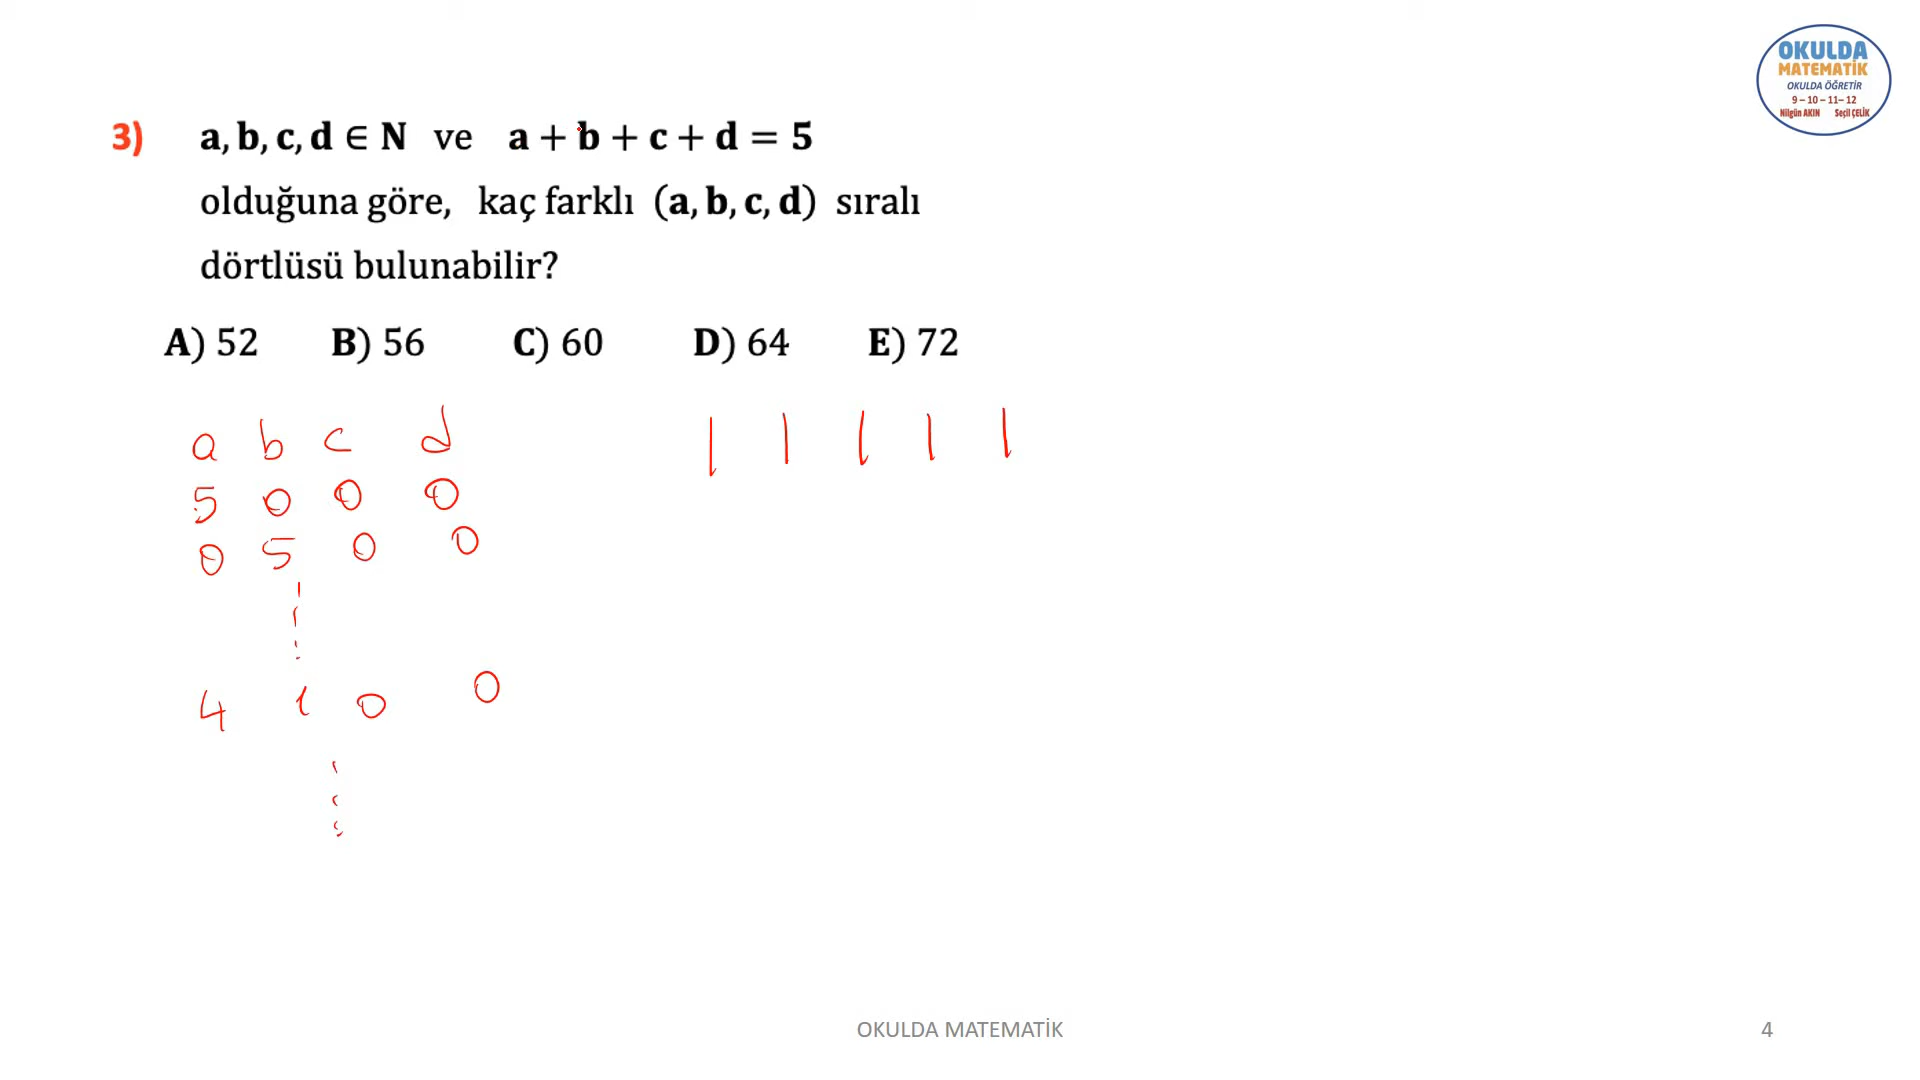 OKULDA
MATEMATİK
OKULDA ÖĞRETİR
9 – 10 – 11– 12
Nilgün AKIN Seçil ÇELİK
3) a, b, c, d ∈ N ve a + b + c + d = 5
olduğuna göre, kaç farklı (a, b, c, d) sıralı
dörtlüsü bulunabilir?
A) 52 B) 56 C) 60 D) 64 E) 72
a b c d | | | | |
5 0 0 0
0 5 0 0
⋮
4 1 0 0
⋮
OKULDA MATEMATİK 4